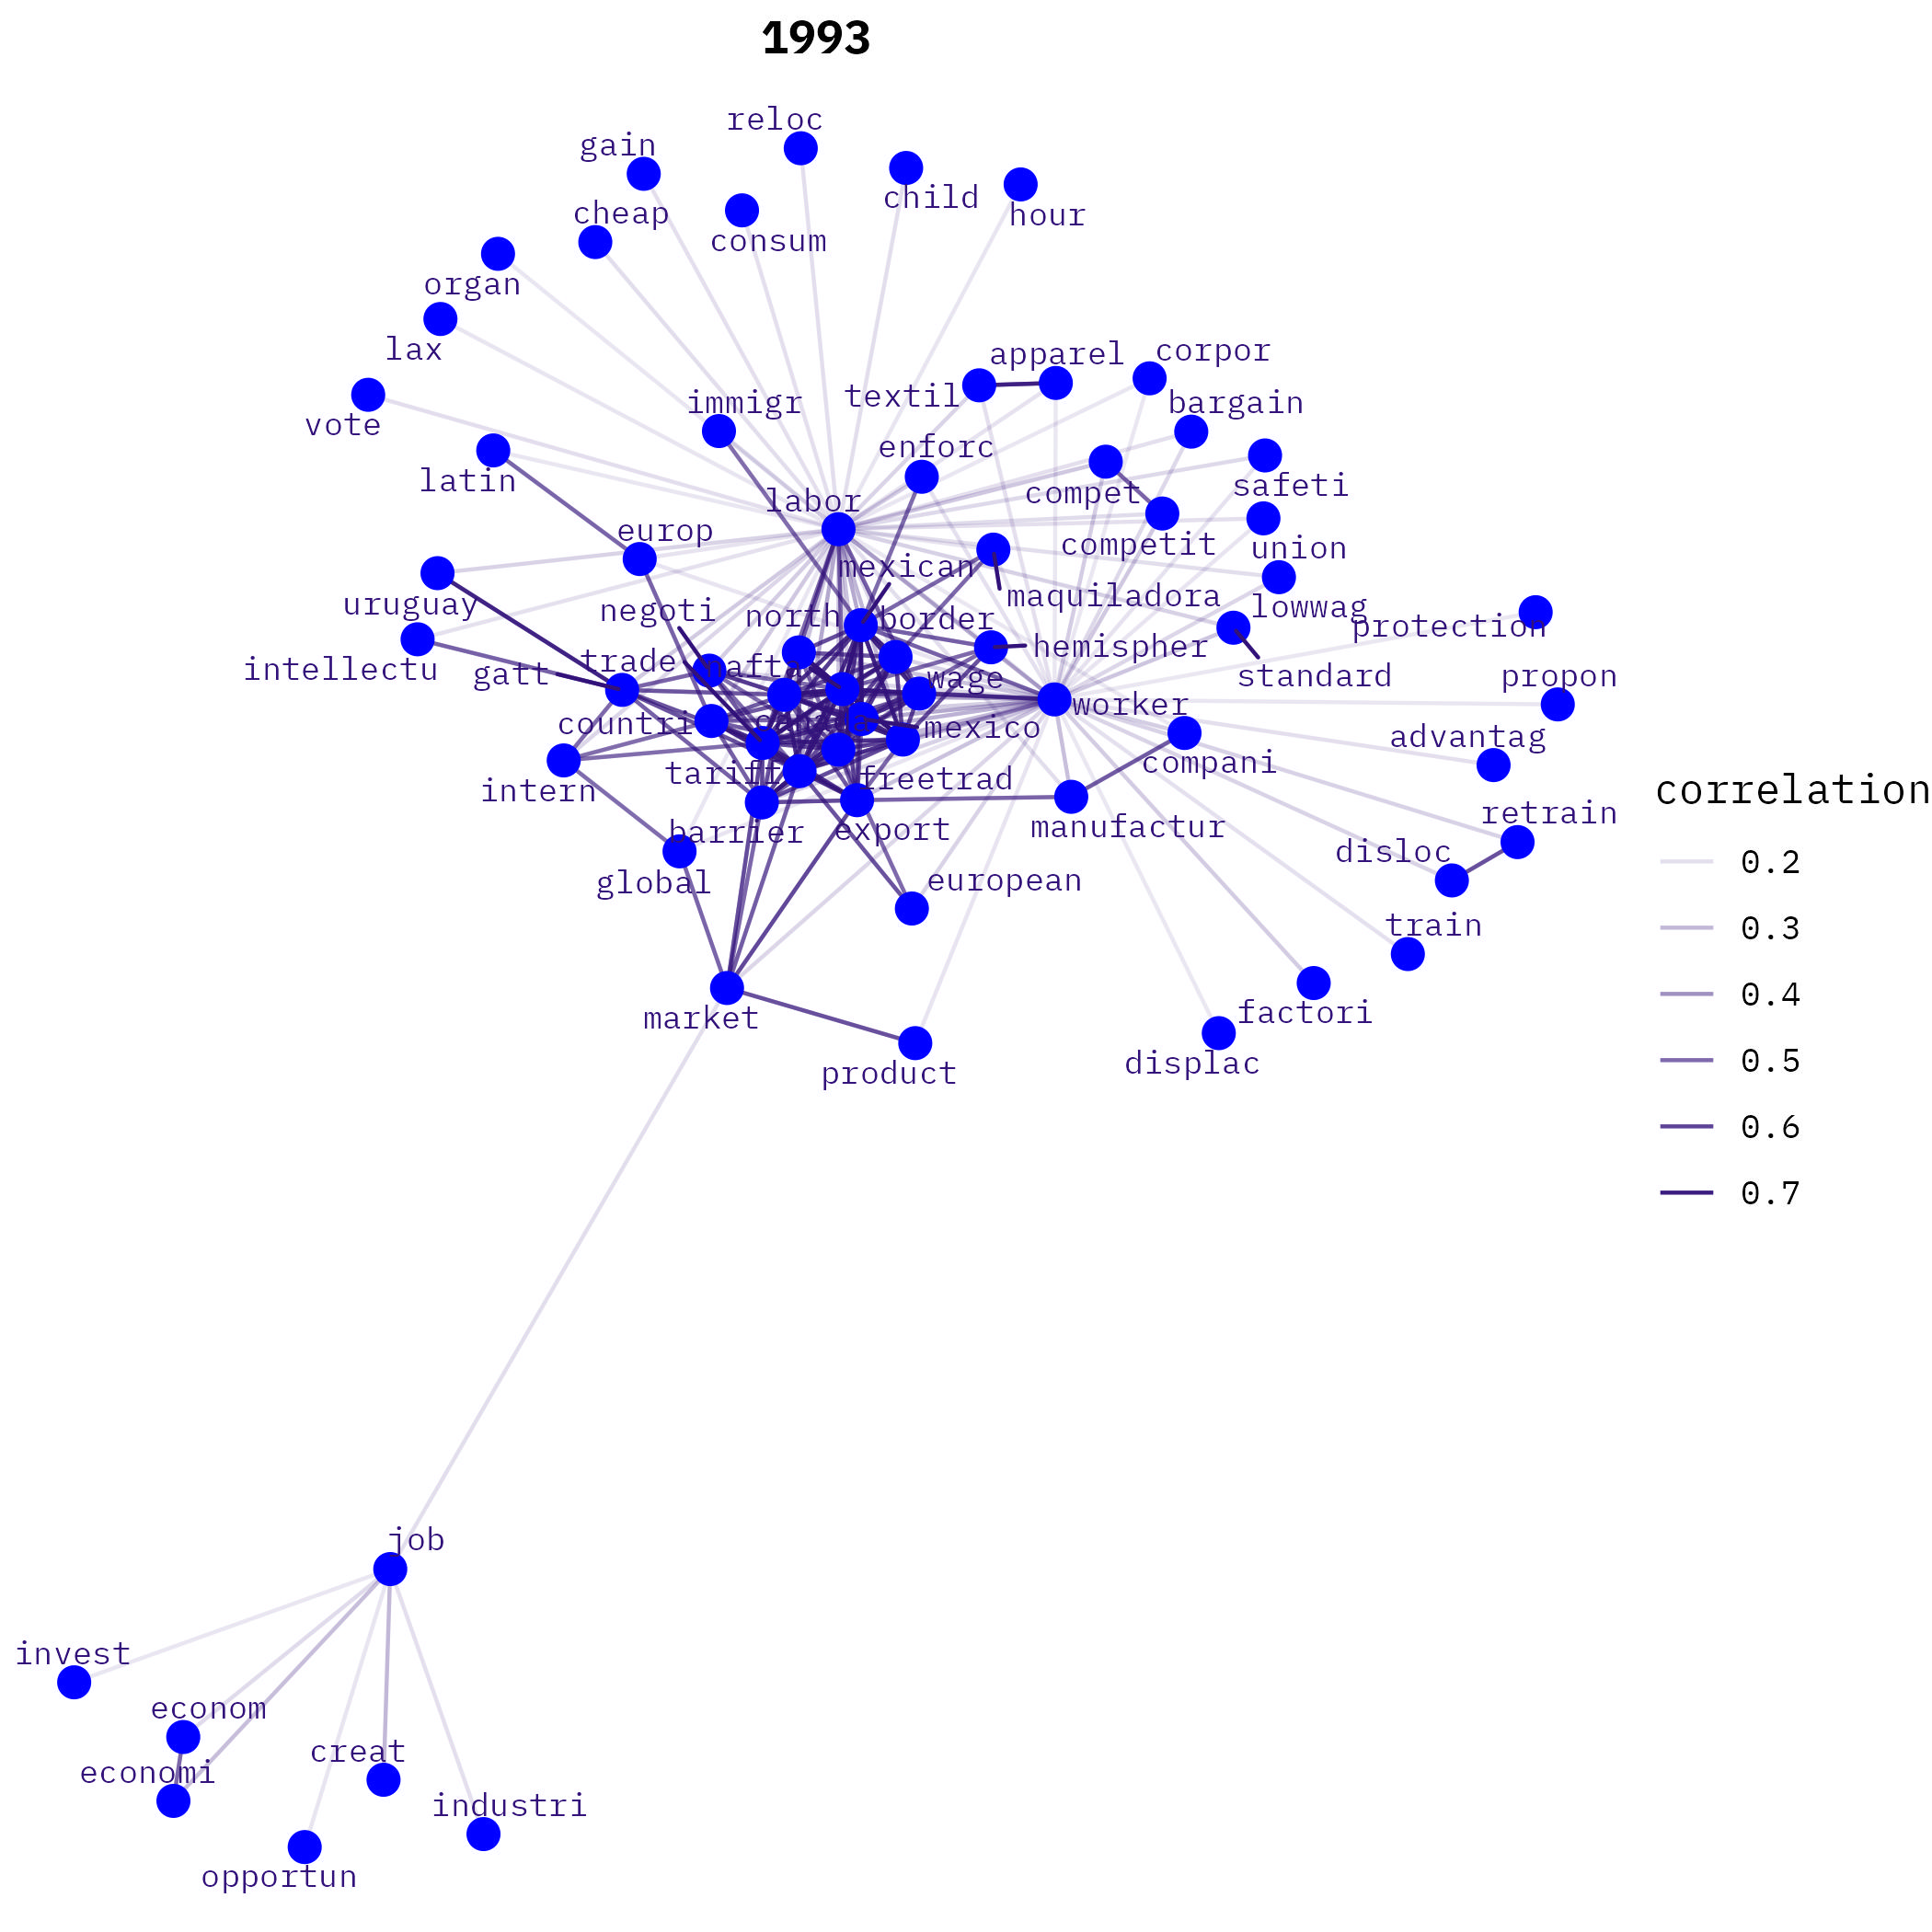 1993
reloc
gain
child
cheap
hour
consum
organ
lax
apparel
corpor
textil
immigr
bargain
vote
enforc
latin
safeti
compet
labor
europ
competit
union
mexican
maquiladora
uruguay
negoti
north
border
lowwag
protection
hemispher
intellectu
gatt
trade
nafta
standard
wage
propon
worker
countri
canada
mexico
advantag
compani
tariff
freetrad
intern
correlation
retrain
barrier
export
manufactur
disloc
0.2
global
european
train
0.3
0.4
market
factori
product
displac
0.5
0.6
0.7
job
invest
econom
creat
economi
industri
opportun